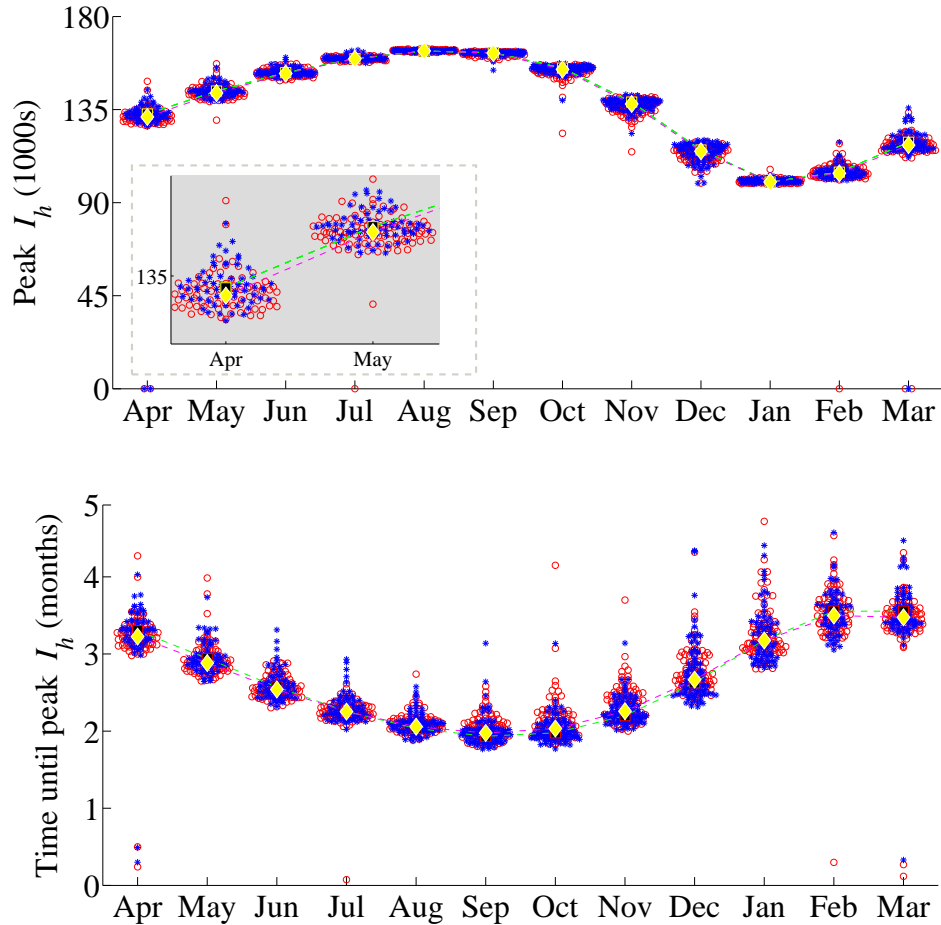 180
135
90
45
0
Peak I_h (1000s)
135
Apr May
Apr May Jun Jul Aug Sep Oct Nov Dec Jan Feb Mar
5
4
3
2
1
0
Time until peak I_h (months)
Apr May Jun Jul Aug Sep Oct Nov Dec Jan Feb Mar